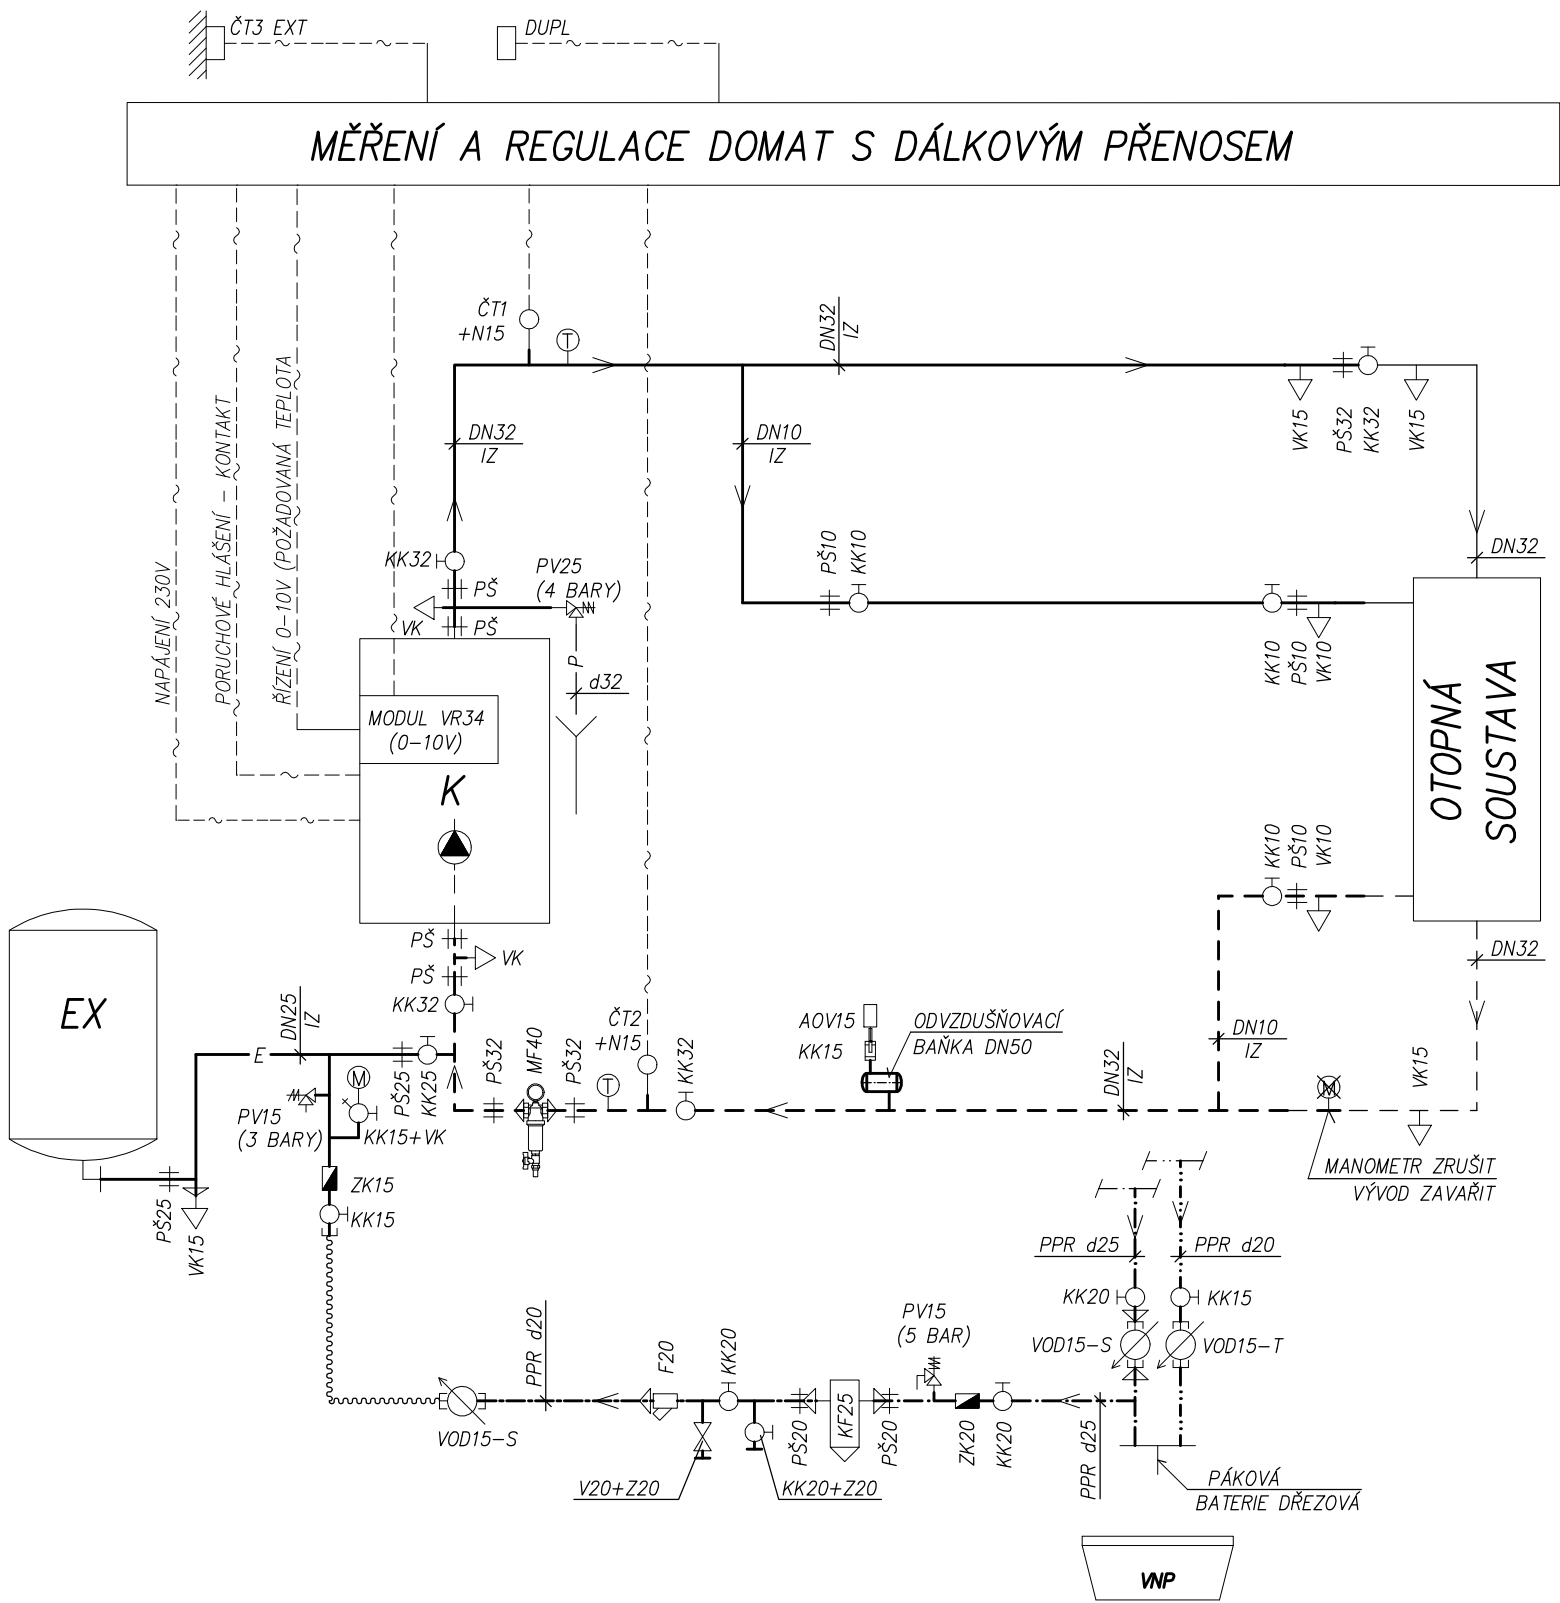 ČT3 EXT
DUPL
MĚŘENÍ A REGULACE DOMAT S DÁLKOVÝM PŘENOSEM
NAPÁJENÍ 230V
PORUCHOVÉ HLÁŠENÍ - KONTAKT
ŘÍZENÍ 0-10V (POŽADOVANÁ TEPLOTA
ČT1
+N15
T
DN32
IZ
VK15
PŠ32
KK32
VK15
DN32
IZ
DN10
IZ
KK32
PŠ
PV25
(4 BARY)
VK
PŠ
P
d32
PŠ10
KK10
KK10
PŠ10
VK10
DN32
MODUL VR34
(0-10V)
K
OTOPNÁ
SOUSTAVA
KK10
PŠ10
VK10
DN32
PŠ
VK
PŠ
KK32
EX
DN25
IZ
E
M
PV15
(3 BARY)
PŠ25
KK25
KK15+VK
PŠ32
MF40
PŠ32
ČT2
+N15
T
KK32
AOV15
KK15
ODVZDUŠŇOVACÍ
BAŇKA DN50
DN32
IZ
DN10
IZ
M
VK15
MANOMETR ZRUŠIT
VÝVOD ZAVAŘIT
PŠ25
VK15
ZK15
KK15
PPR d25
PPR d20
KK20
KK15
VOD15-S
VOD15-T
VOD15-S
PPR d20
F20
KK20
V20+Z20
KK20+Z20
PŠ20
KF25
PŠ20
PV15
(5 BAR)
ZK20
KK20
PPR d25
PÁKOVÁ
BATERIE DŘEZOVÁ
VNP